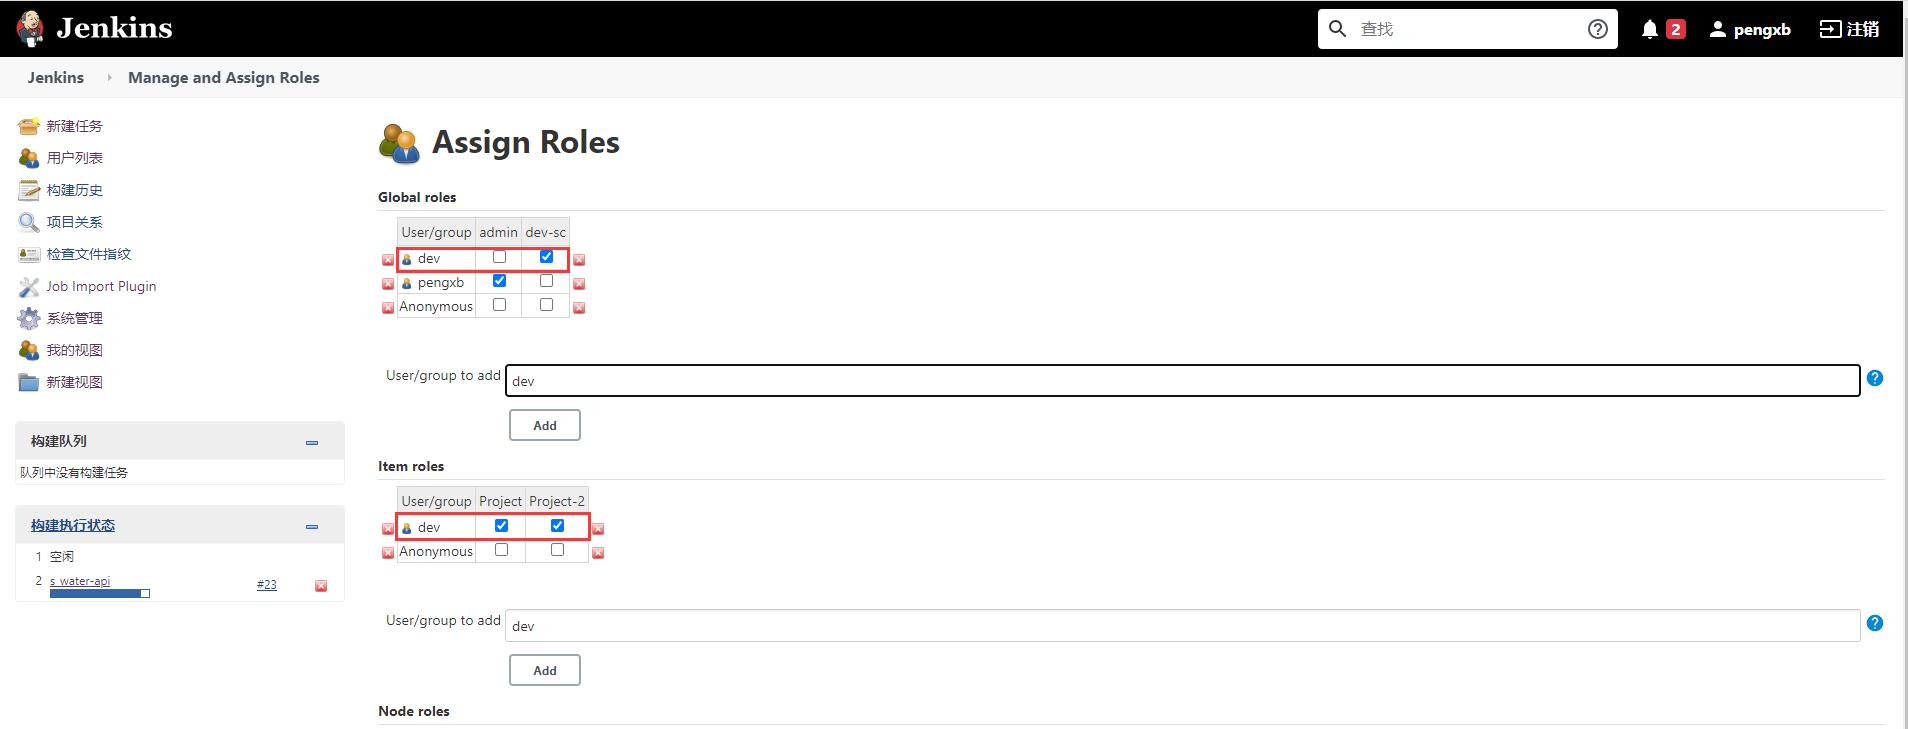 Jenkins
查找
2
pengxb
注销
Jenkins
Manage and Assign Roles
新建任务
用户列表
构建历史
项目关系
检查文件指纹
Job Import Plugin
系统管理
我的视图
新建视图
构建队列
队列中没有构建任务
构建执行状态
1 空闲
2 s_water-api #23
Assign Roles
Global roles
User/group admin dev-sc
dev
pengxb
Anonymous
User/group to add dev
Add
Item roles
User/group Project Project-2
dev
Anonymous
User/group to add dev
Add
Node roles